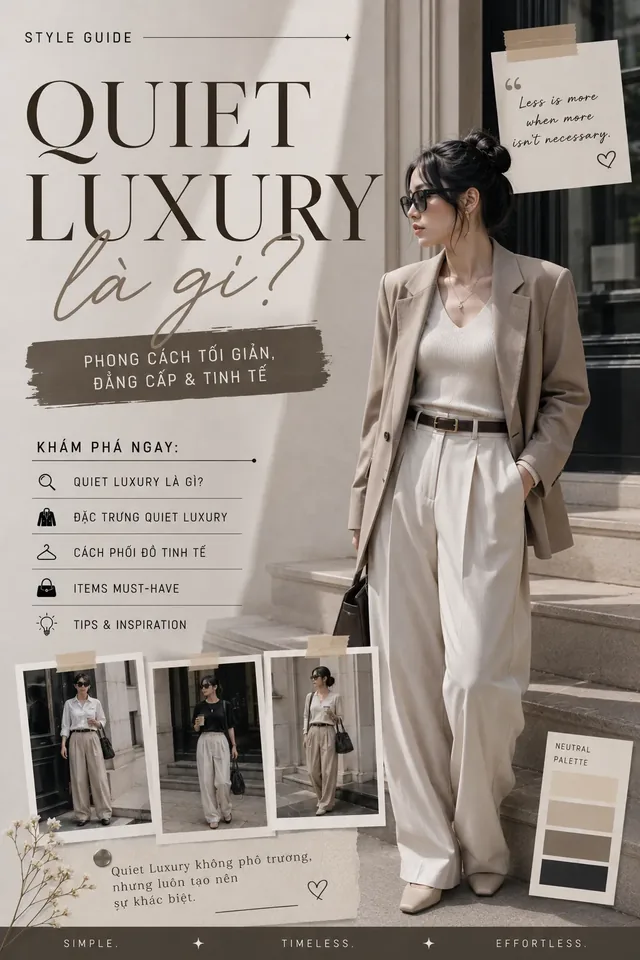 STYLE GUIDE
QUIET
LUXURY
là gì?
PHONG CÁCH TỐI GIẢN,
ĐẲNG CẤP & TINH TẾ
KHÁM PHÁ NGAY:
QUIET LUXURY LÀ GÌ?
ĐẶC TRƯNG QUIET LUXURY
CÁCH PHỐI ĐỒ TINH TẾ
ITEMS MUST-HAVE
TIPS & INSPIRATION
“
Less is more
when more
isn't necessary.
NEUTRAL
PALETTE
Quiet Luxury không phô trương,
nhưng luôn tạo nên
sự khác biệt.
SIMPLE.
TIMELESS.
EFFORTLESS.